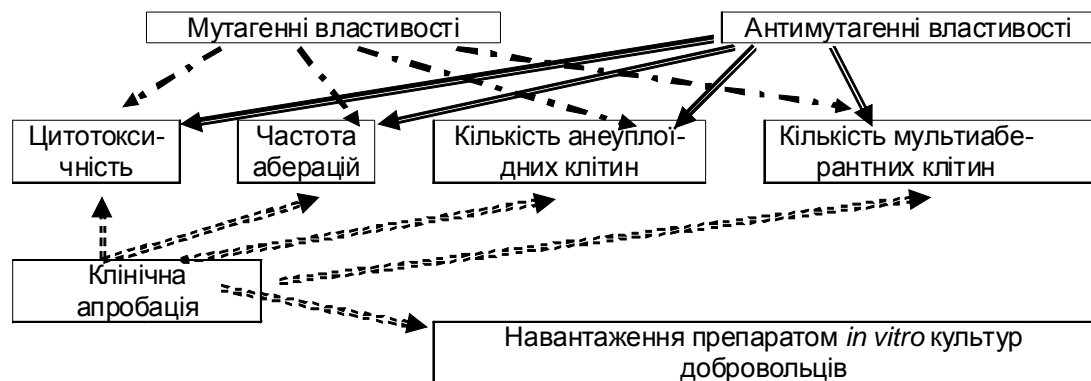 Мутагенні властивості
Антимутагенні властивості
Цитотокси-
чність
Частота
аберацій
Кількість анеуплої-
дних клітин
Кількість мультиабе-
рантних клітин
Клінічна
апробація
Навантаження препаратом in vitro культур
добровольців